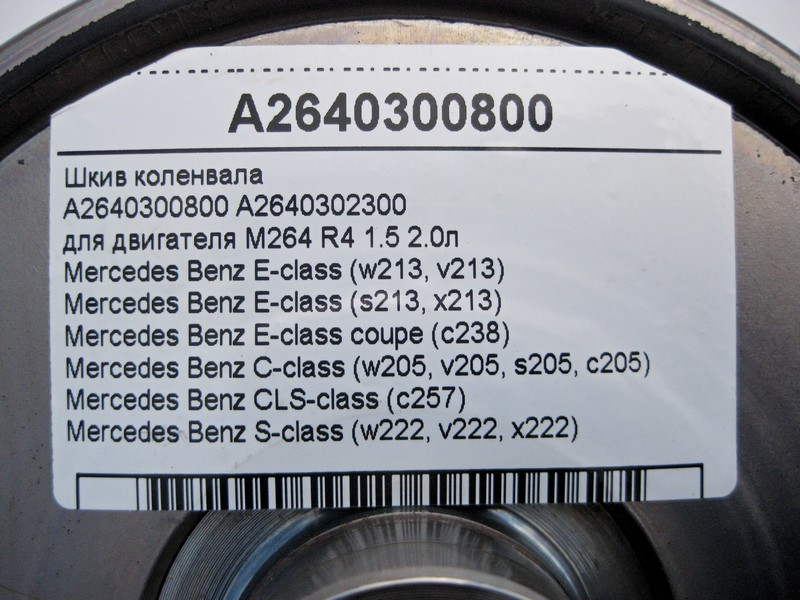 A2640300800
Шкив коленвала
A2640300800 A2640302300
для двигателя M264 R4 1.5 2.0л
Mercedes Benz E-class (w213, v213)
Mercedes Benz E-class (s213, x213)
Mercedes Benz E-class coupe (c238)
Mercedes Benz C-class (w205, v205, s205, c205)
Mercedes Benz CLS-class (c257)
Mercedes Benz S-class (w222, v222, x222)